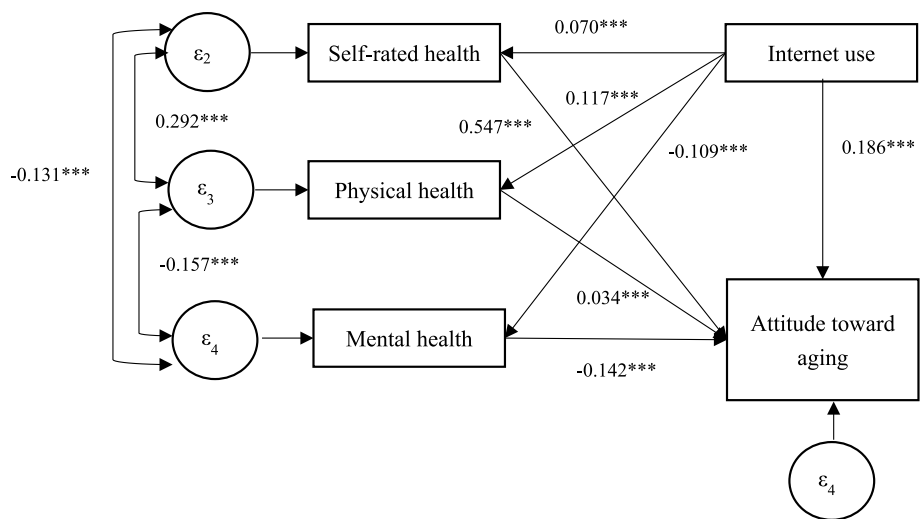 0.070***
ε2
Self-rated health
Internet use
0.117***
0.292***
0.547***
-0.109***
0.186***
-0.131***
ε3
Physical health
-0.157***
0.034***
Attitude toward
aging
ε4
Mental health
-0.142***
ε4